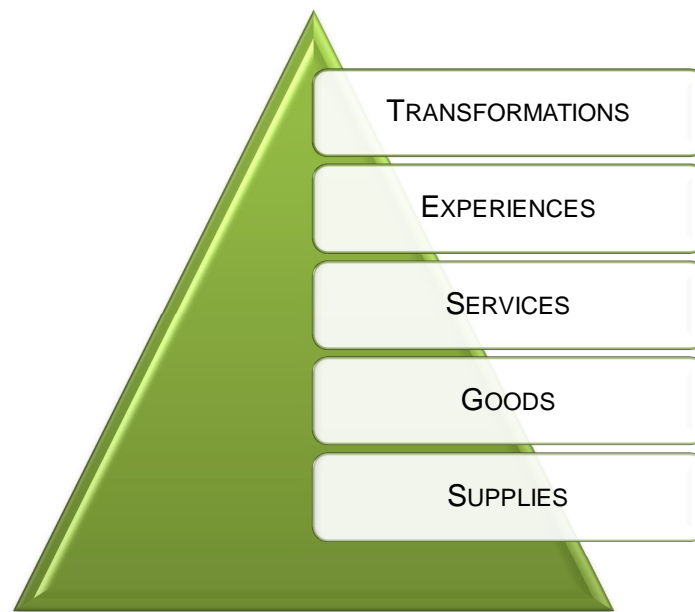 TRANSFORMATIONS
EXPERIENCES
SERVICES
GOODS
SUPPLIES